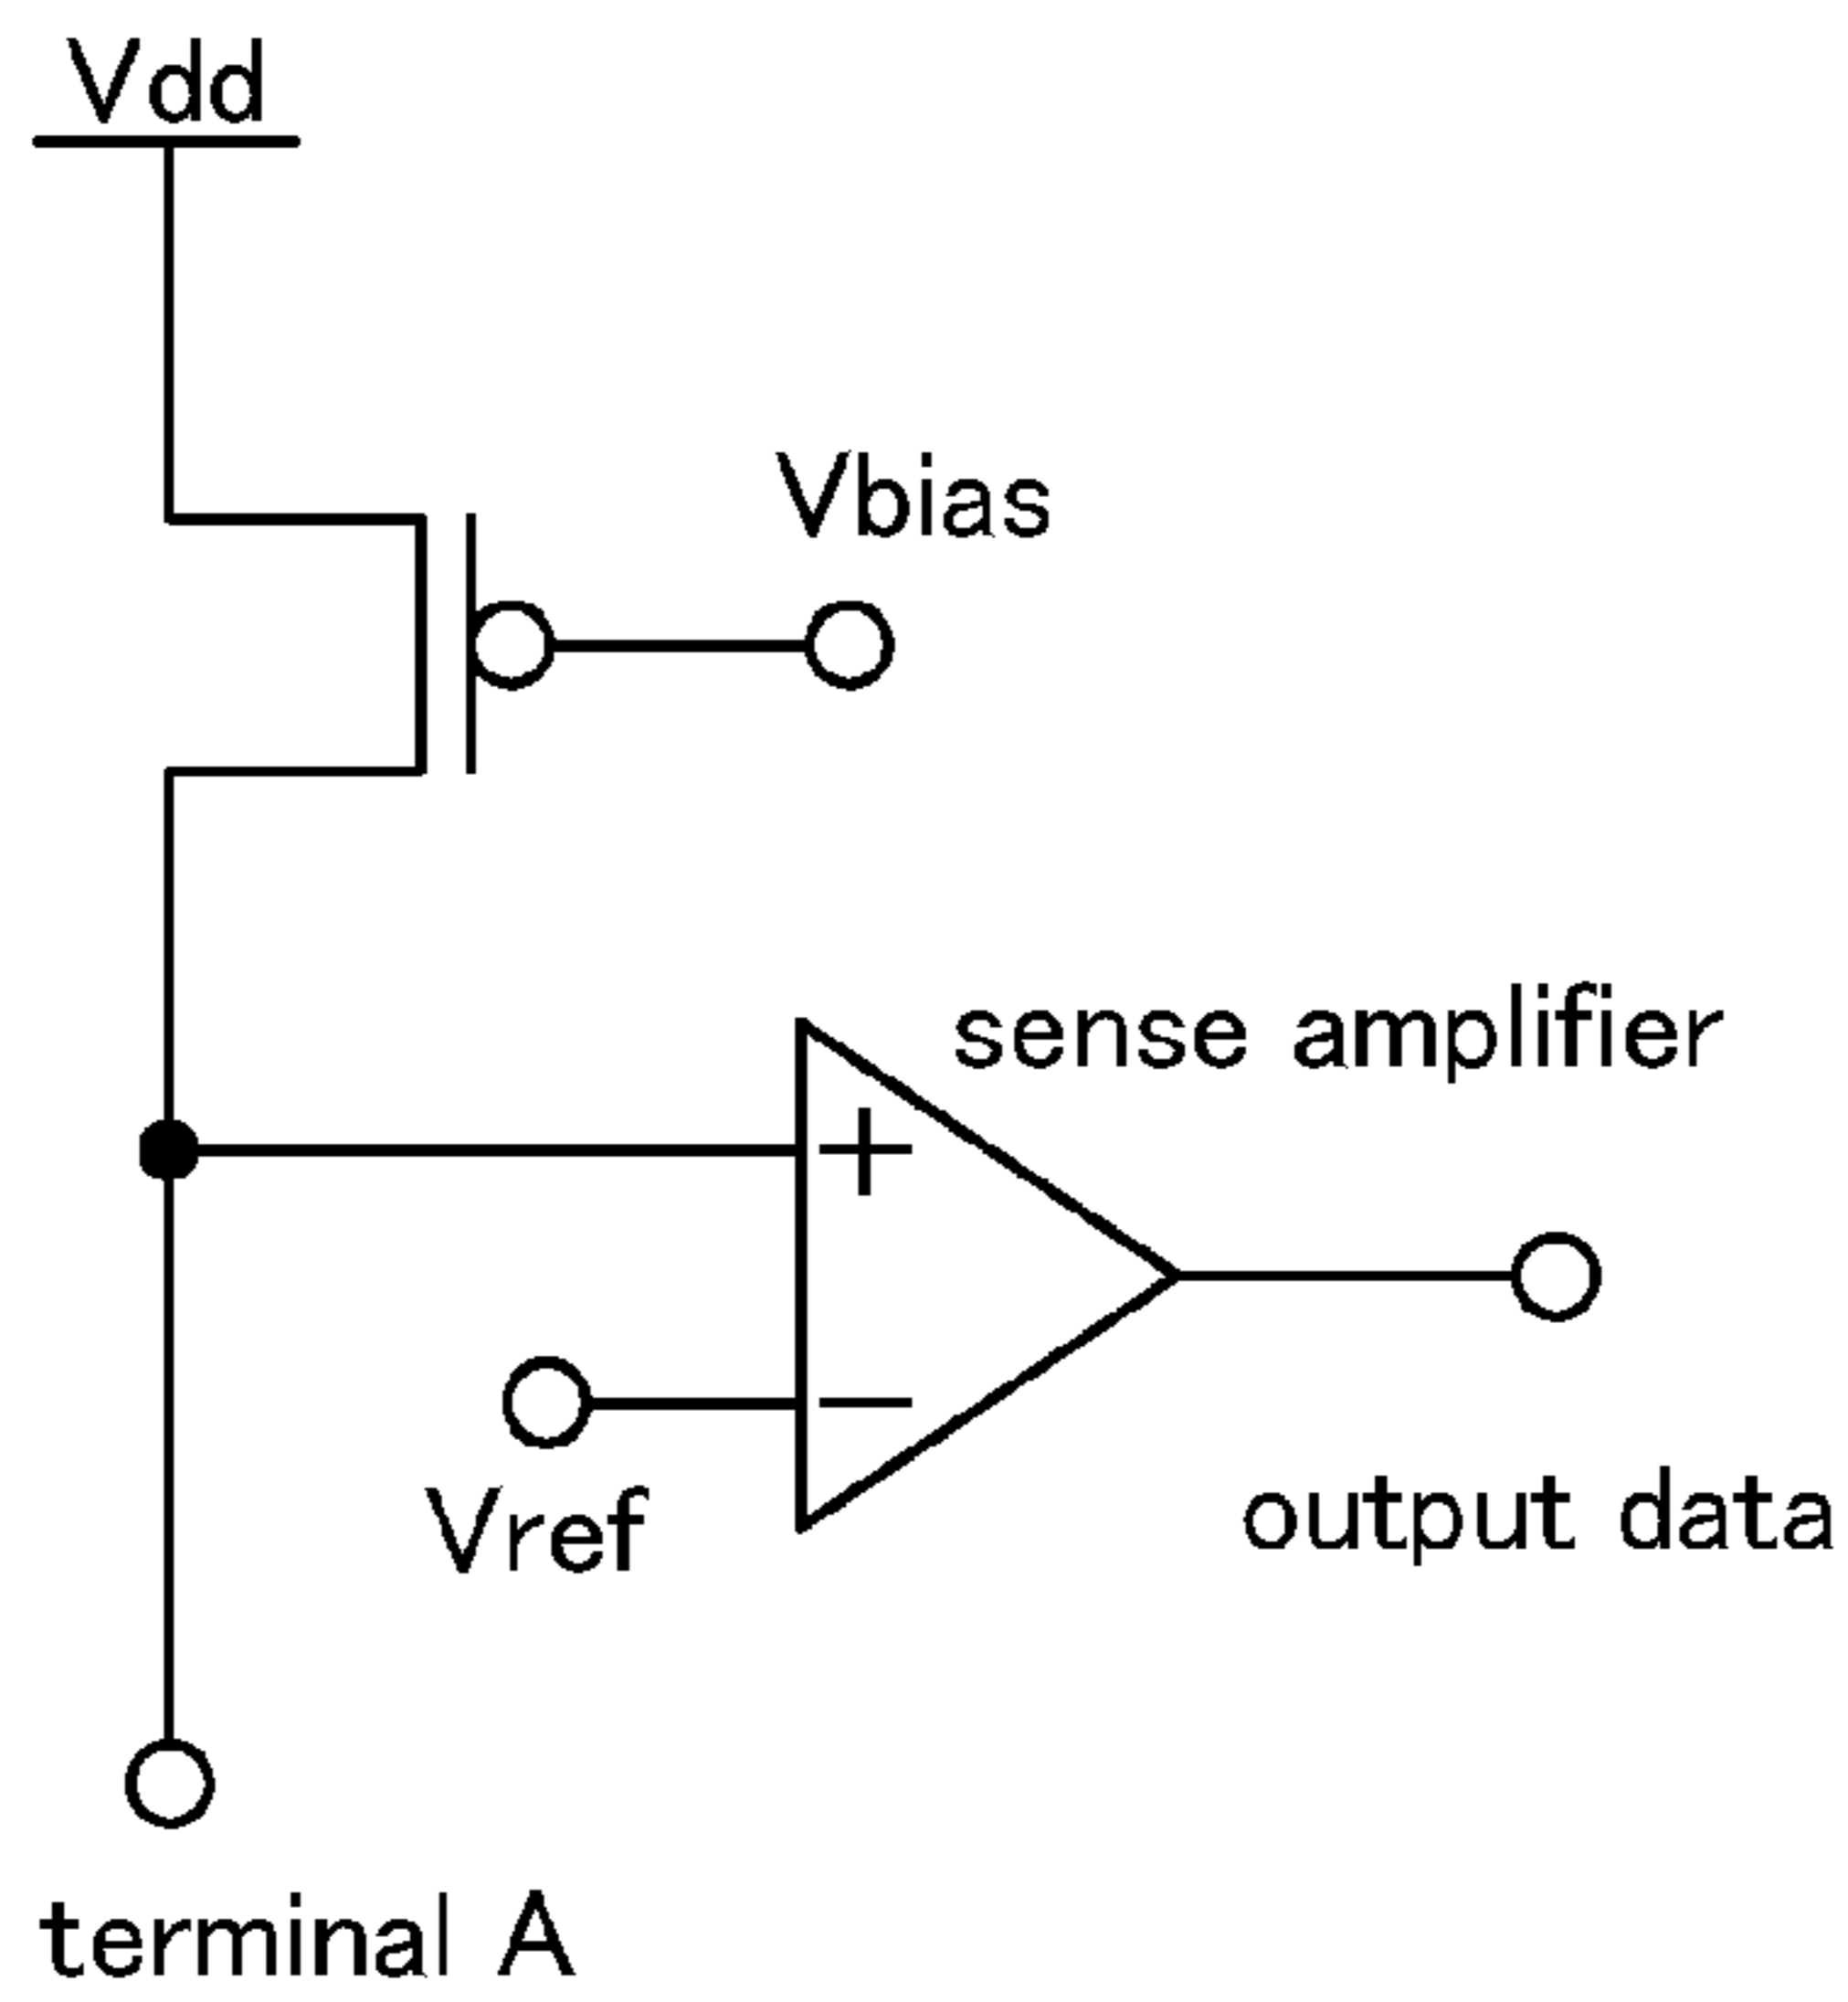 Vdd
Vbias
sense amplifier
+
−
Vref
output data
terminal A